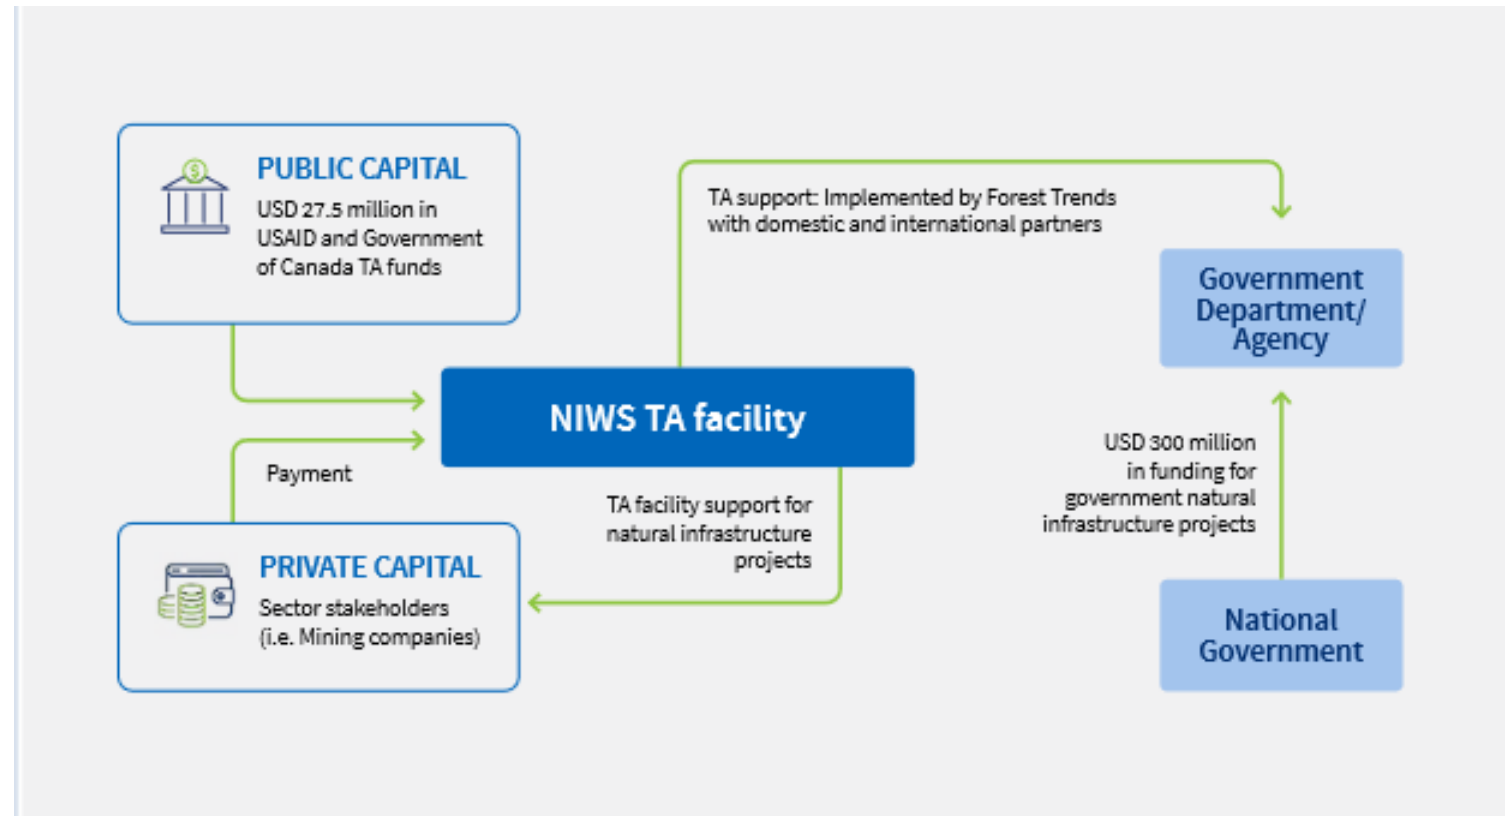 PUBLIC CAPITAL
USD 27.5 million in
USAID and Government
of Canada TA funds
TA support: Implemented by Forest Trends
with domestic and international partners
Government
Department/
Agency
NIWS TA facility
Payment
TA facility support for
natural infrastructure
projects
USD 300 million
in funding for
government natural
infrastructure projects
PRIVATE CAPITAL
Sector stakeholders
(i.e. Mining companies)
National
Government